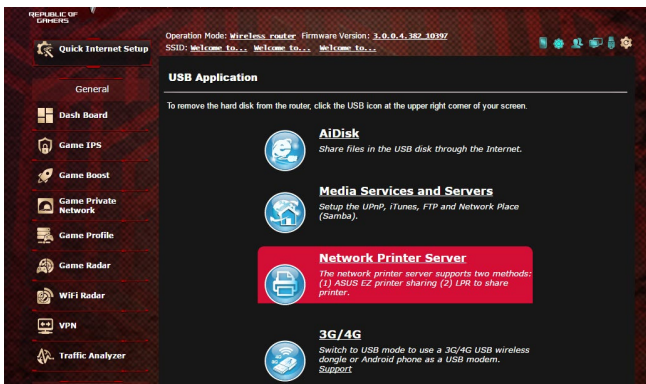 REPUBLIC OF
GAMERS
Quick Internet Setup
General
Dash Board
Game IPS
Game Boost
Game Private
Network
Game Profile
Game Radar
WiFi Radar
VPN
Traffic Analyzer
Operation Mode: Wireless router Firmware Version: 3.0.0.4.382_10397
SSID: Welcome to... Welcome to... Welcome to...
USB Application
To remove the hard disk from the router, click the USB icon at the upper right corner of your screen.
AiDisk
Share files in the USB disk through the Internet.
Media Services and Servers
Setup the UPnP, iTunes, FTP and Network Place
(Samba).
Network Printer Server
The network printer server supports two methods:
(1) ASUS EZ printer sharing (2) LPR to share
printer.
3G/4G
Switch to USB mode to use a 3G/4G USB wireless
dongle or Android phone as a USB modem.
Support